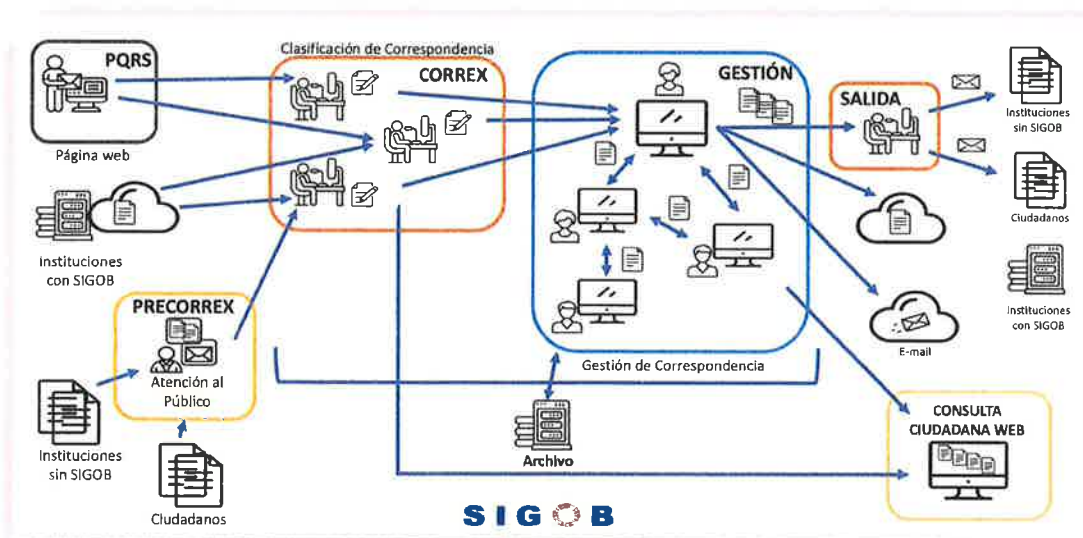 Clasificación de Correspondencia
PQRS
Página web
CORREX
GESTIÓN
SALIDA
Instituciones
sin SIGOB
Ciudadanos
Instituciones
con SIGOB
Instituciones
con SIGOB
E-mail
PRECORREX
Atención al
Público
Gestión de Correspondencia
Instituciones
sin SIGOB
Ciudadanos
Archivo
CONSULTA
CIUDADANA WEB
SIGOB